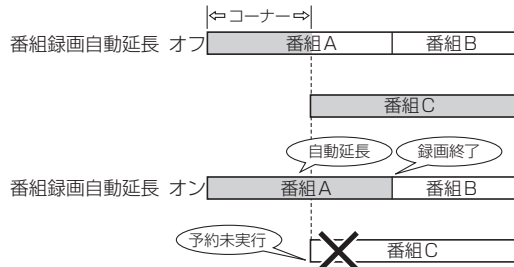 ⇦コーナー⇨
番組録画自動延長 オフ 番組A 番組B
番組C
自動延長 録画終了
番組録画自動延長 オン 番組A 番組B
予約未実行 番組C